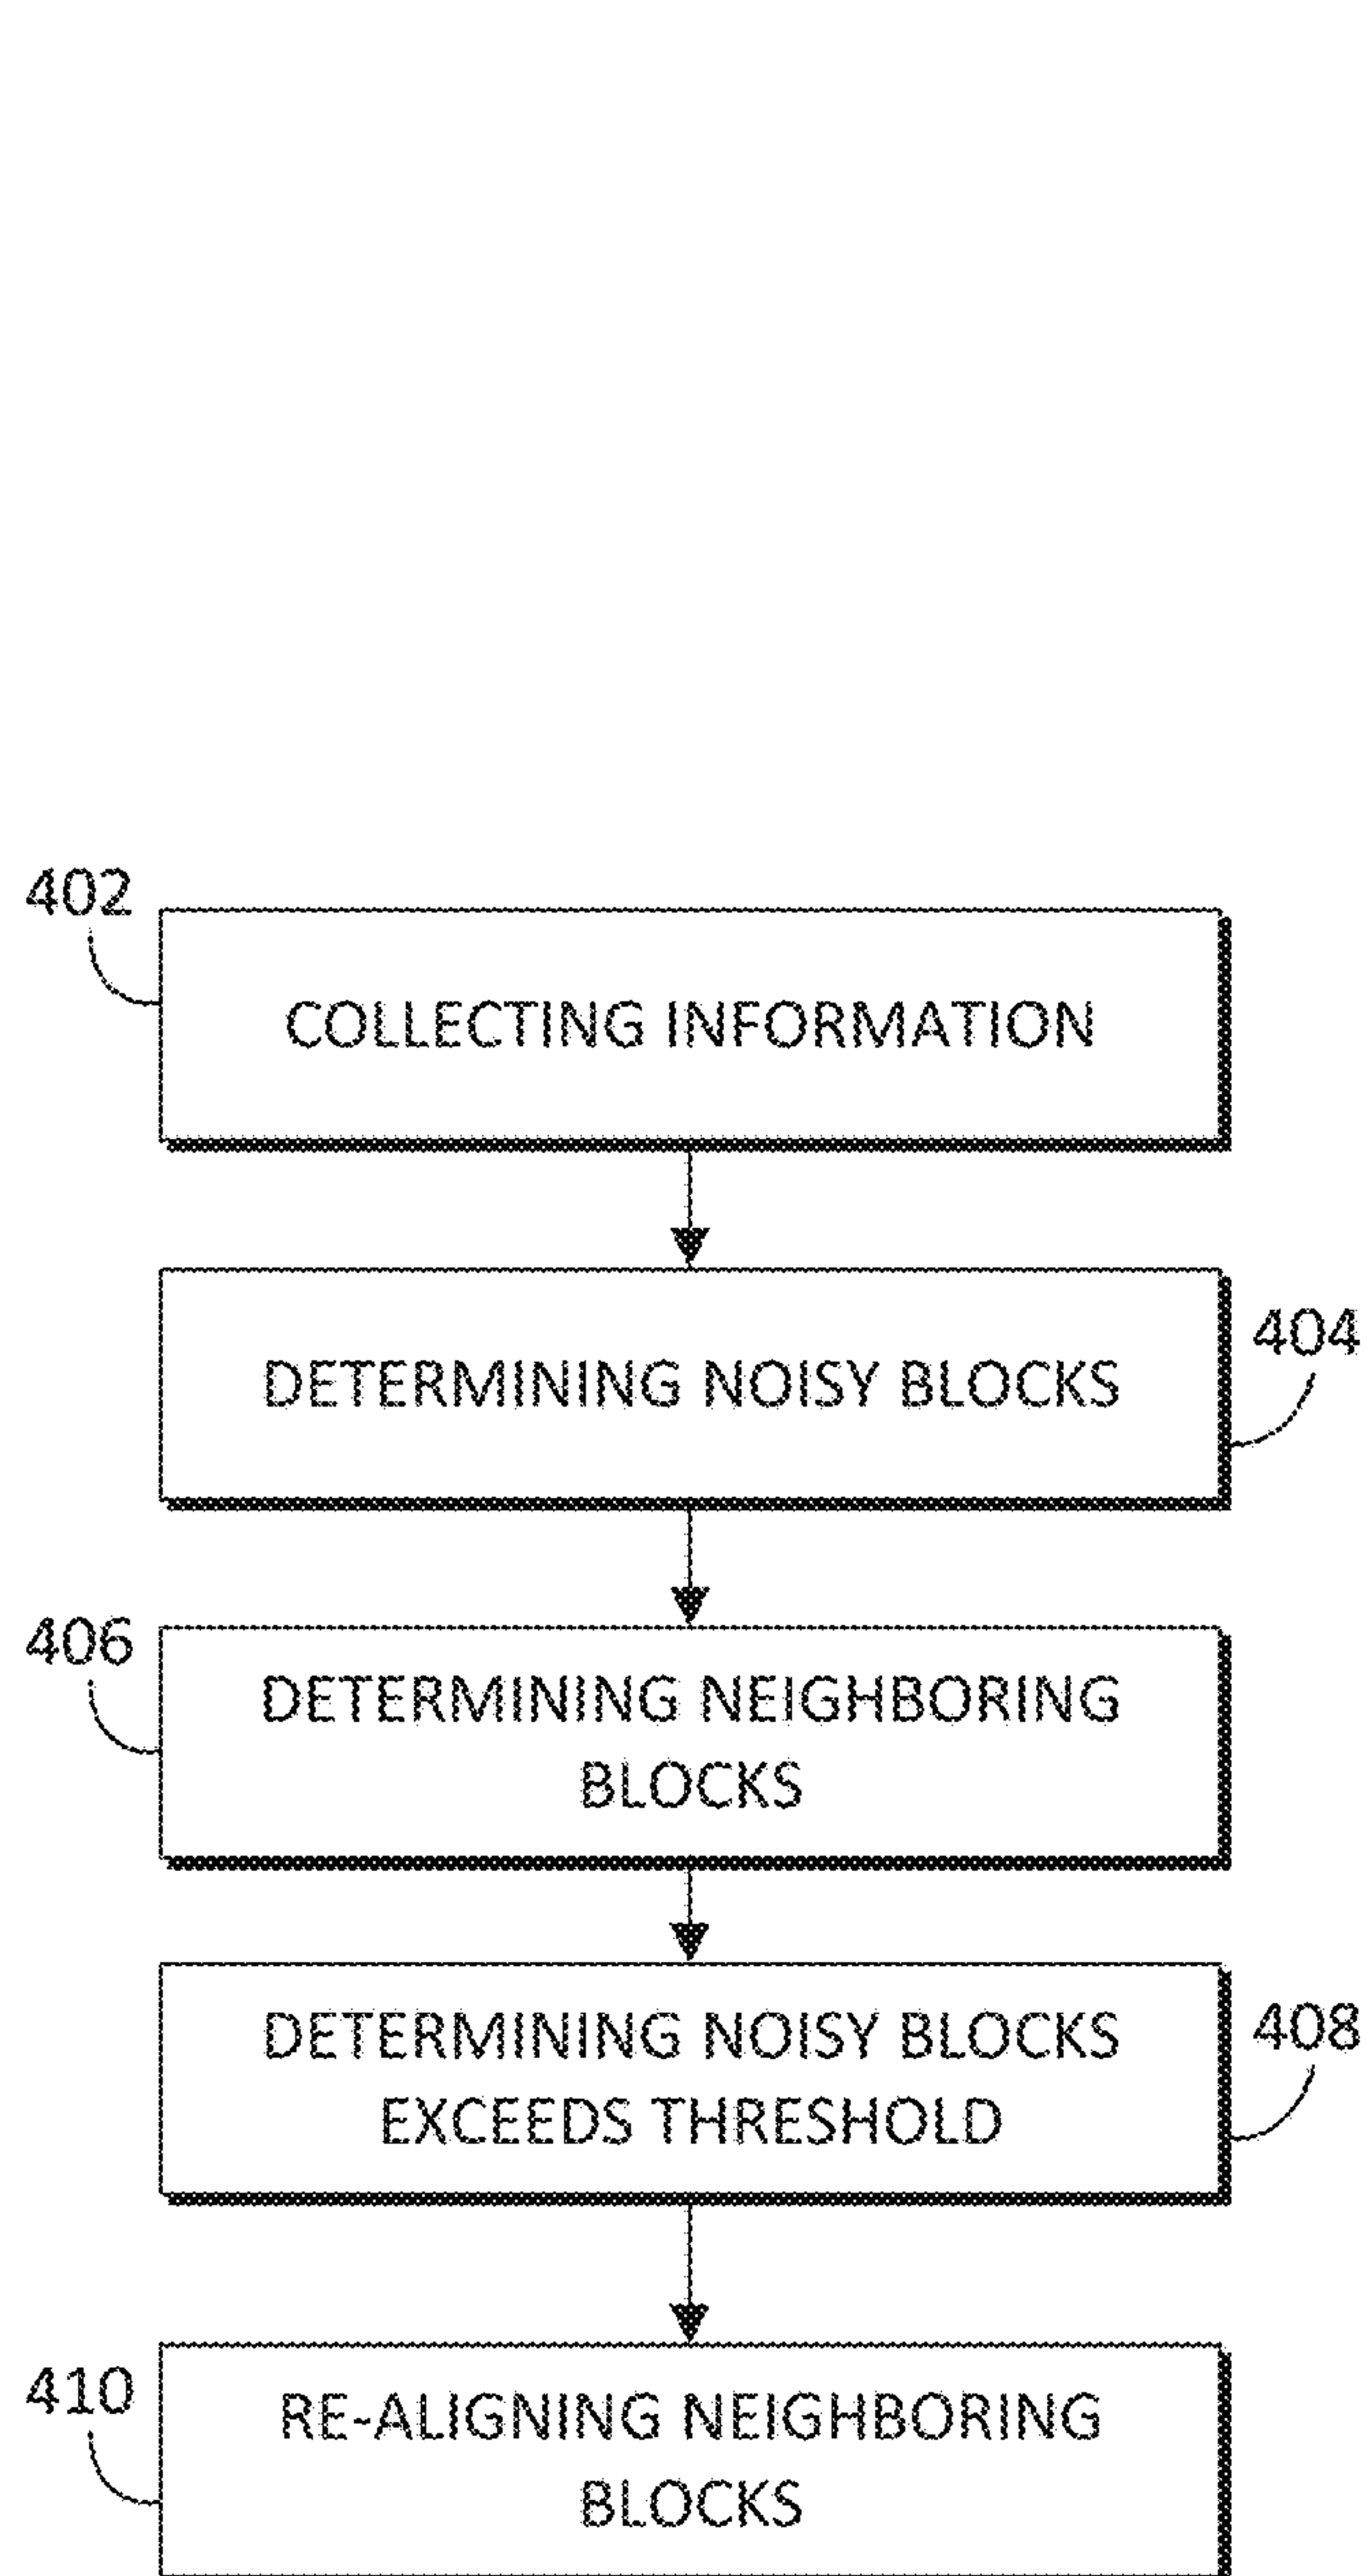 402
COLLECTING INFORMATION
DETERMINING NOISY BLOCKS
404
406
DETERMINING NEIGHBORING
BLOCKS
DETERMINING NOISY BLOCKS
EXCEEDS THRESHOLD
408
410
RE-ALIGNING NEIGHBORING
BLOCKS